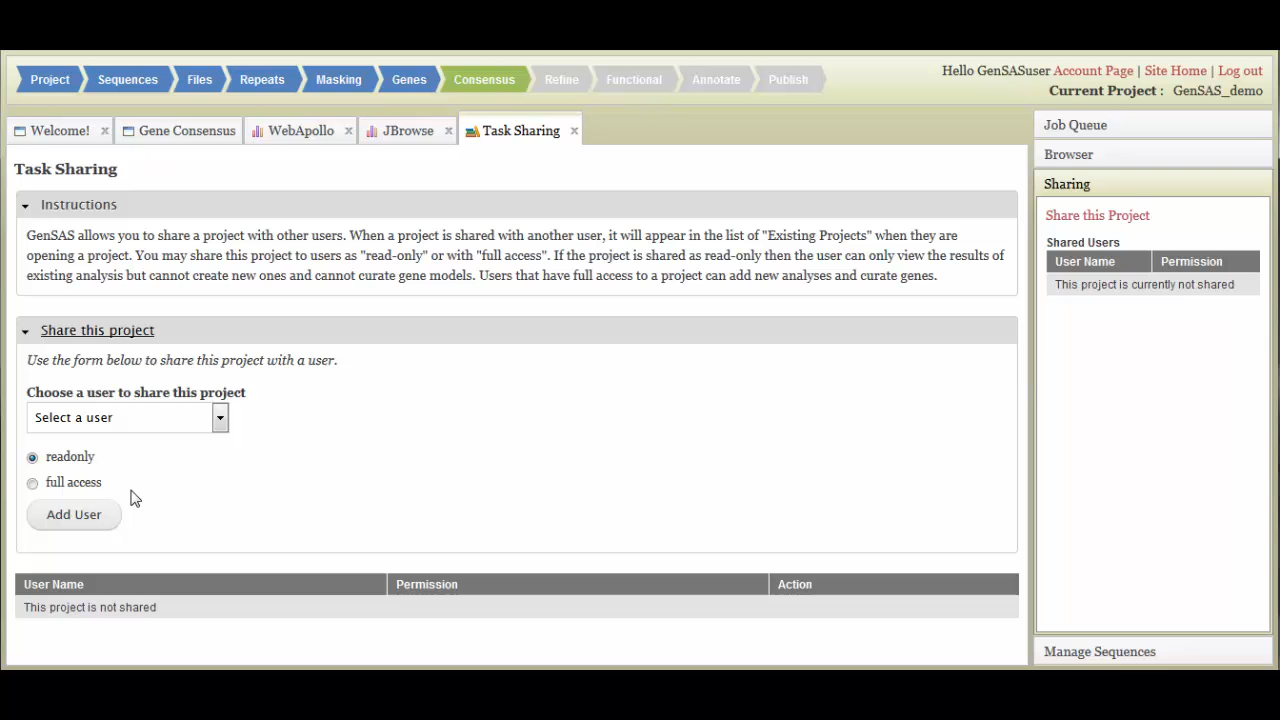 Project Sequences Files Repeats Masking Genes Consensus Refine Functional Annotate Publish
Hello GenSASuser Account Page | Site Home | Log out
Current Project : GenSAS_demo
Welcome! Gene Consensus WebApollo JBrowse Task Sharing
Task Sharing
Instructions
GenSAS allows you to share a project with other users. When a project is shared with another user, it will appear in the list of "Existing Projects" when they are
opening a project. You may share this project to users as "read-only" or with "full access". If the project is shared as read-only then the user can only view the results of
existing analysis but cannot create new ones and cannot curate gene models. Users that have full access to a project can add new analyses and curate genes.
Share this project
Use the form below to share this project with a user.
Choose a user to share this project
Select a user
readonly
full access
Add User
User Name Permission Action
This project is not shared
Job Queue
Browser
Sharing
Share this Project
Shared Users
User Name Permission
This project is currently not shared
Manage Sequences